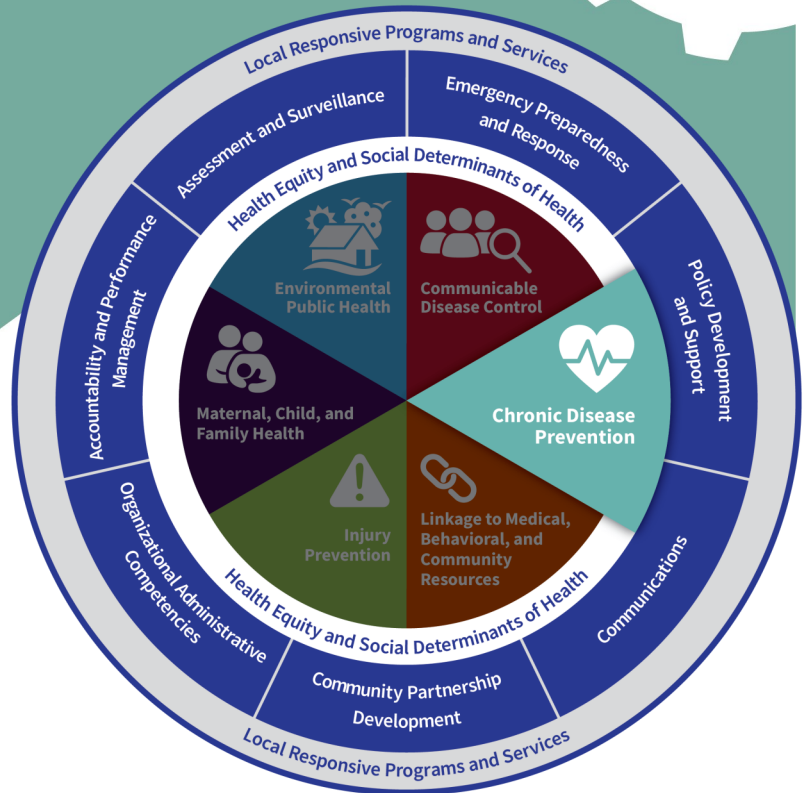 Local Responsive Programs and Services
Assessment and Surveillance
Emergency Preparedness
and Response
Health Equity and Social Determinants of Health
Accountability and Performance
Management
Policy Development
and Support
Environmental
Public Health
Communicable
Disease Control
Maternal, Child, and
Family Health
Chronic Disease
Prevention
Injury
Prevention
Linkage to Medical,
Behavioral, and
Community
Resources
Organizational Administrative
Competencies
Communications
Health Equity and Social Determinants of Health
Community Partnership
Development
Local Responsive Programs and Services